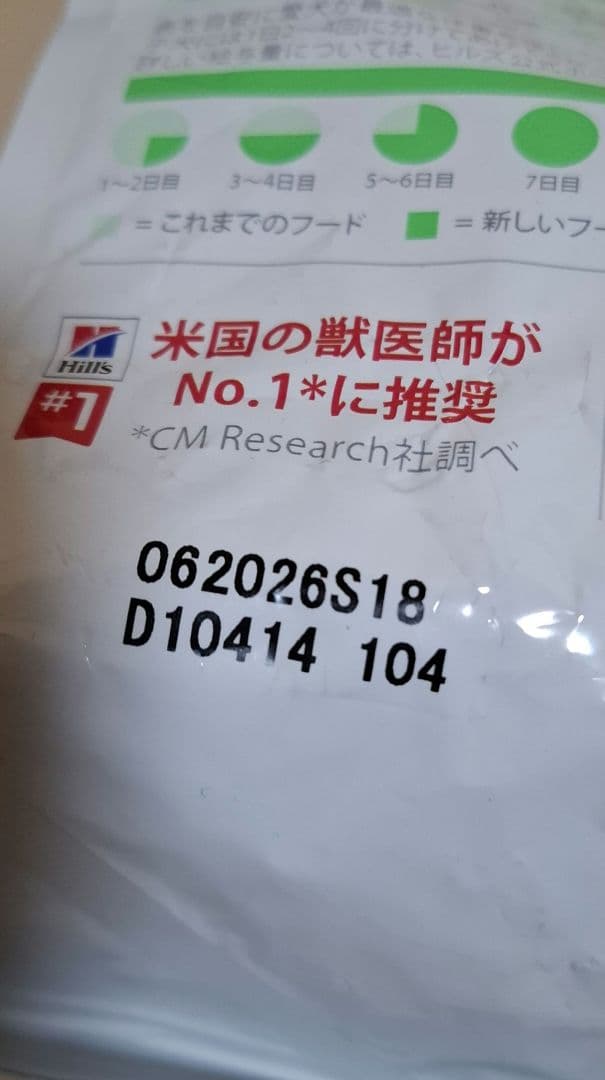 1〜2日目 3〜4日目 5〜6日目 7日目
= これまでのフード = 新しいフー
Hill's
#1
米国の獣医師が
No.1*に推奨
*CM Research社調べ
062026S18
D10414 104